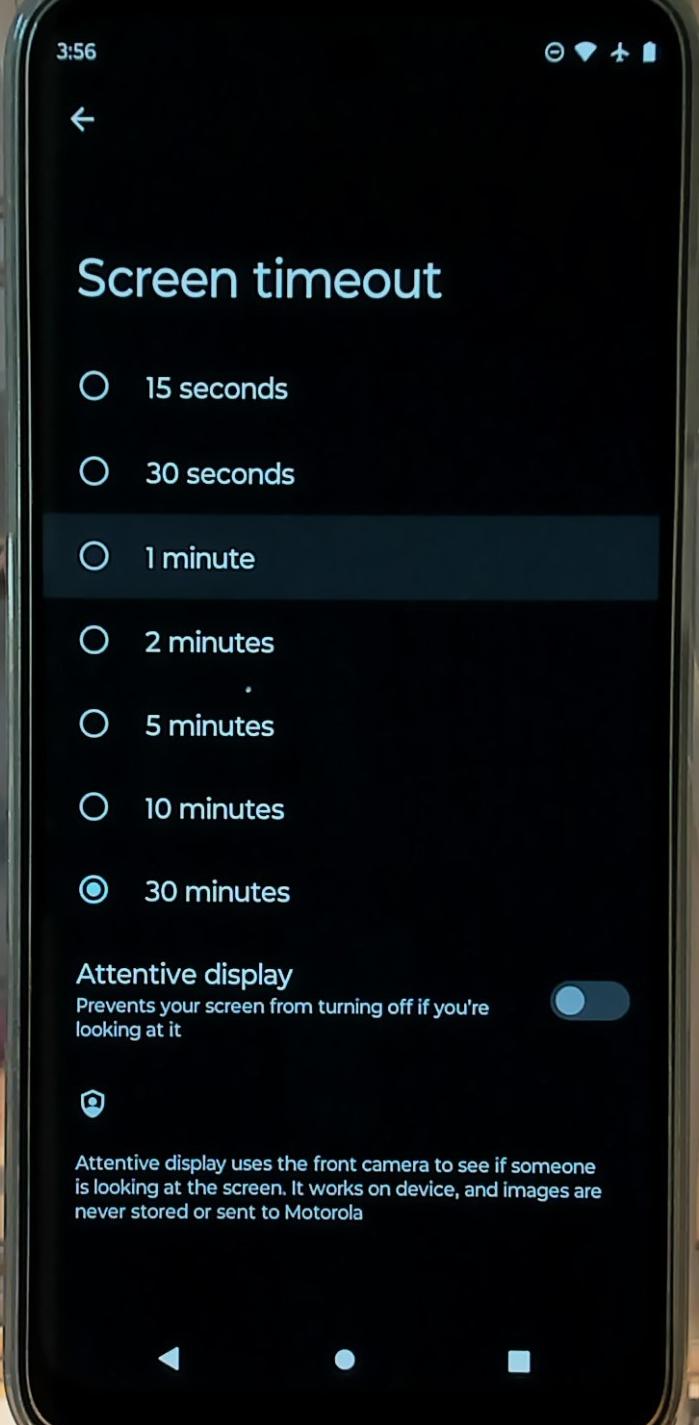 3:56
Screen timeout
15 seconds
30 seconds
1 minute
2 minutes
5 minutes
10 minutes
30 minutes
Attentive display
Prevents your screen from turning off if you're
looking at it
Attentive display uses the front camera to see if someone
is looking at the screen. It works on device, and images are
never stored or sent to Motorola